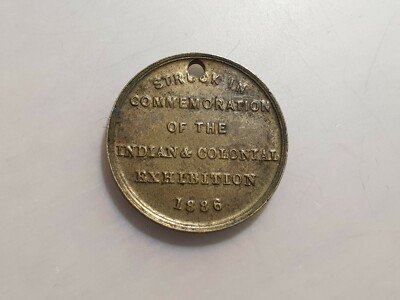 STRUCK IN
COMMEMORATION
OF THE
INDIAN & COLONIAL
EXHIBITION
1886